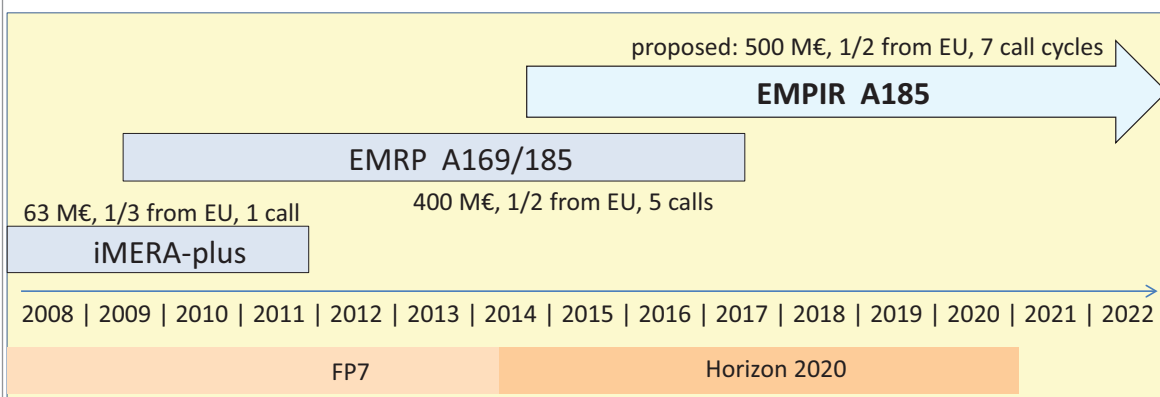 proposed: 500 M€, 1/2 from EU, 7 call cycles
EMPIR A185
EMRP A169/185
400 M€, 1/2 from EU, 5 calls
63 M€, 1/3 from EU, 1 call
iMERA-plus
2008 | 2009 | 2010 | 2011 | 2012 | 2013 | 2014 | 2015 | 2016 | 2017 | 2018 | 2019 | 2020 | 2021 | 2022
FP7 Horizon 2020